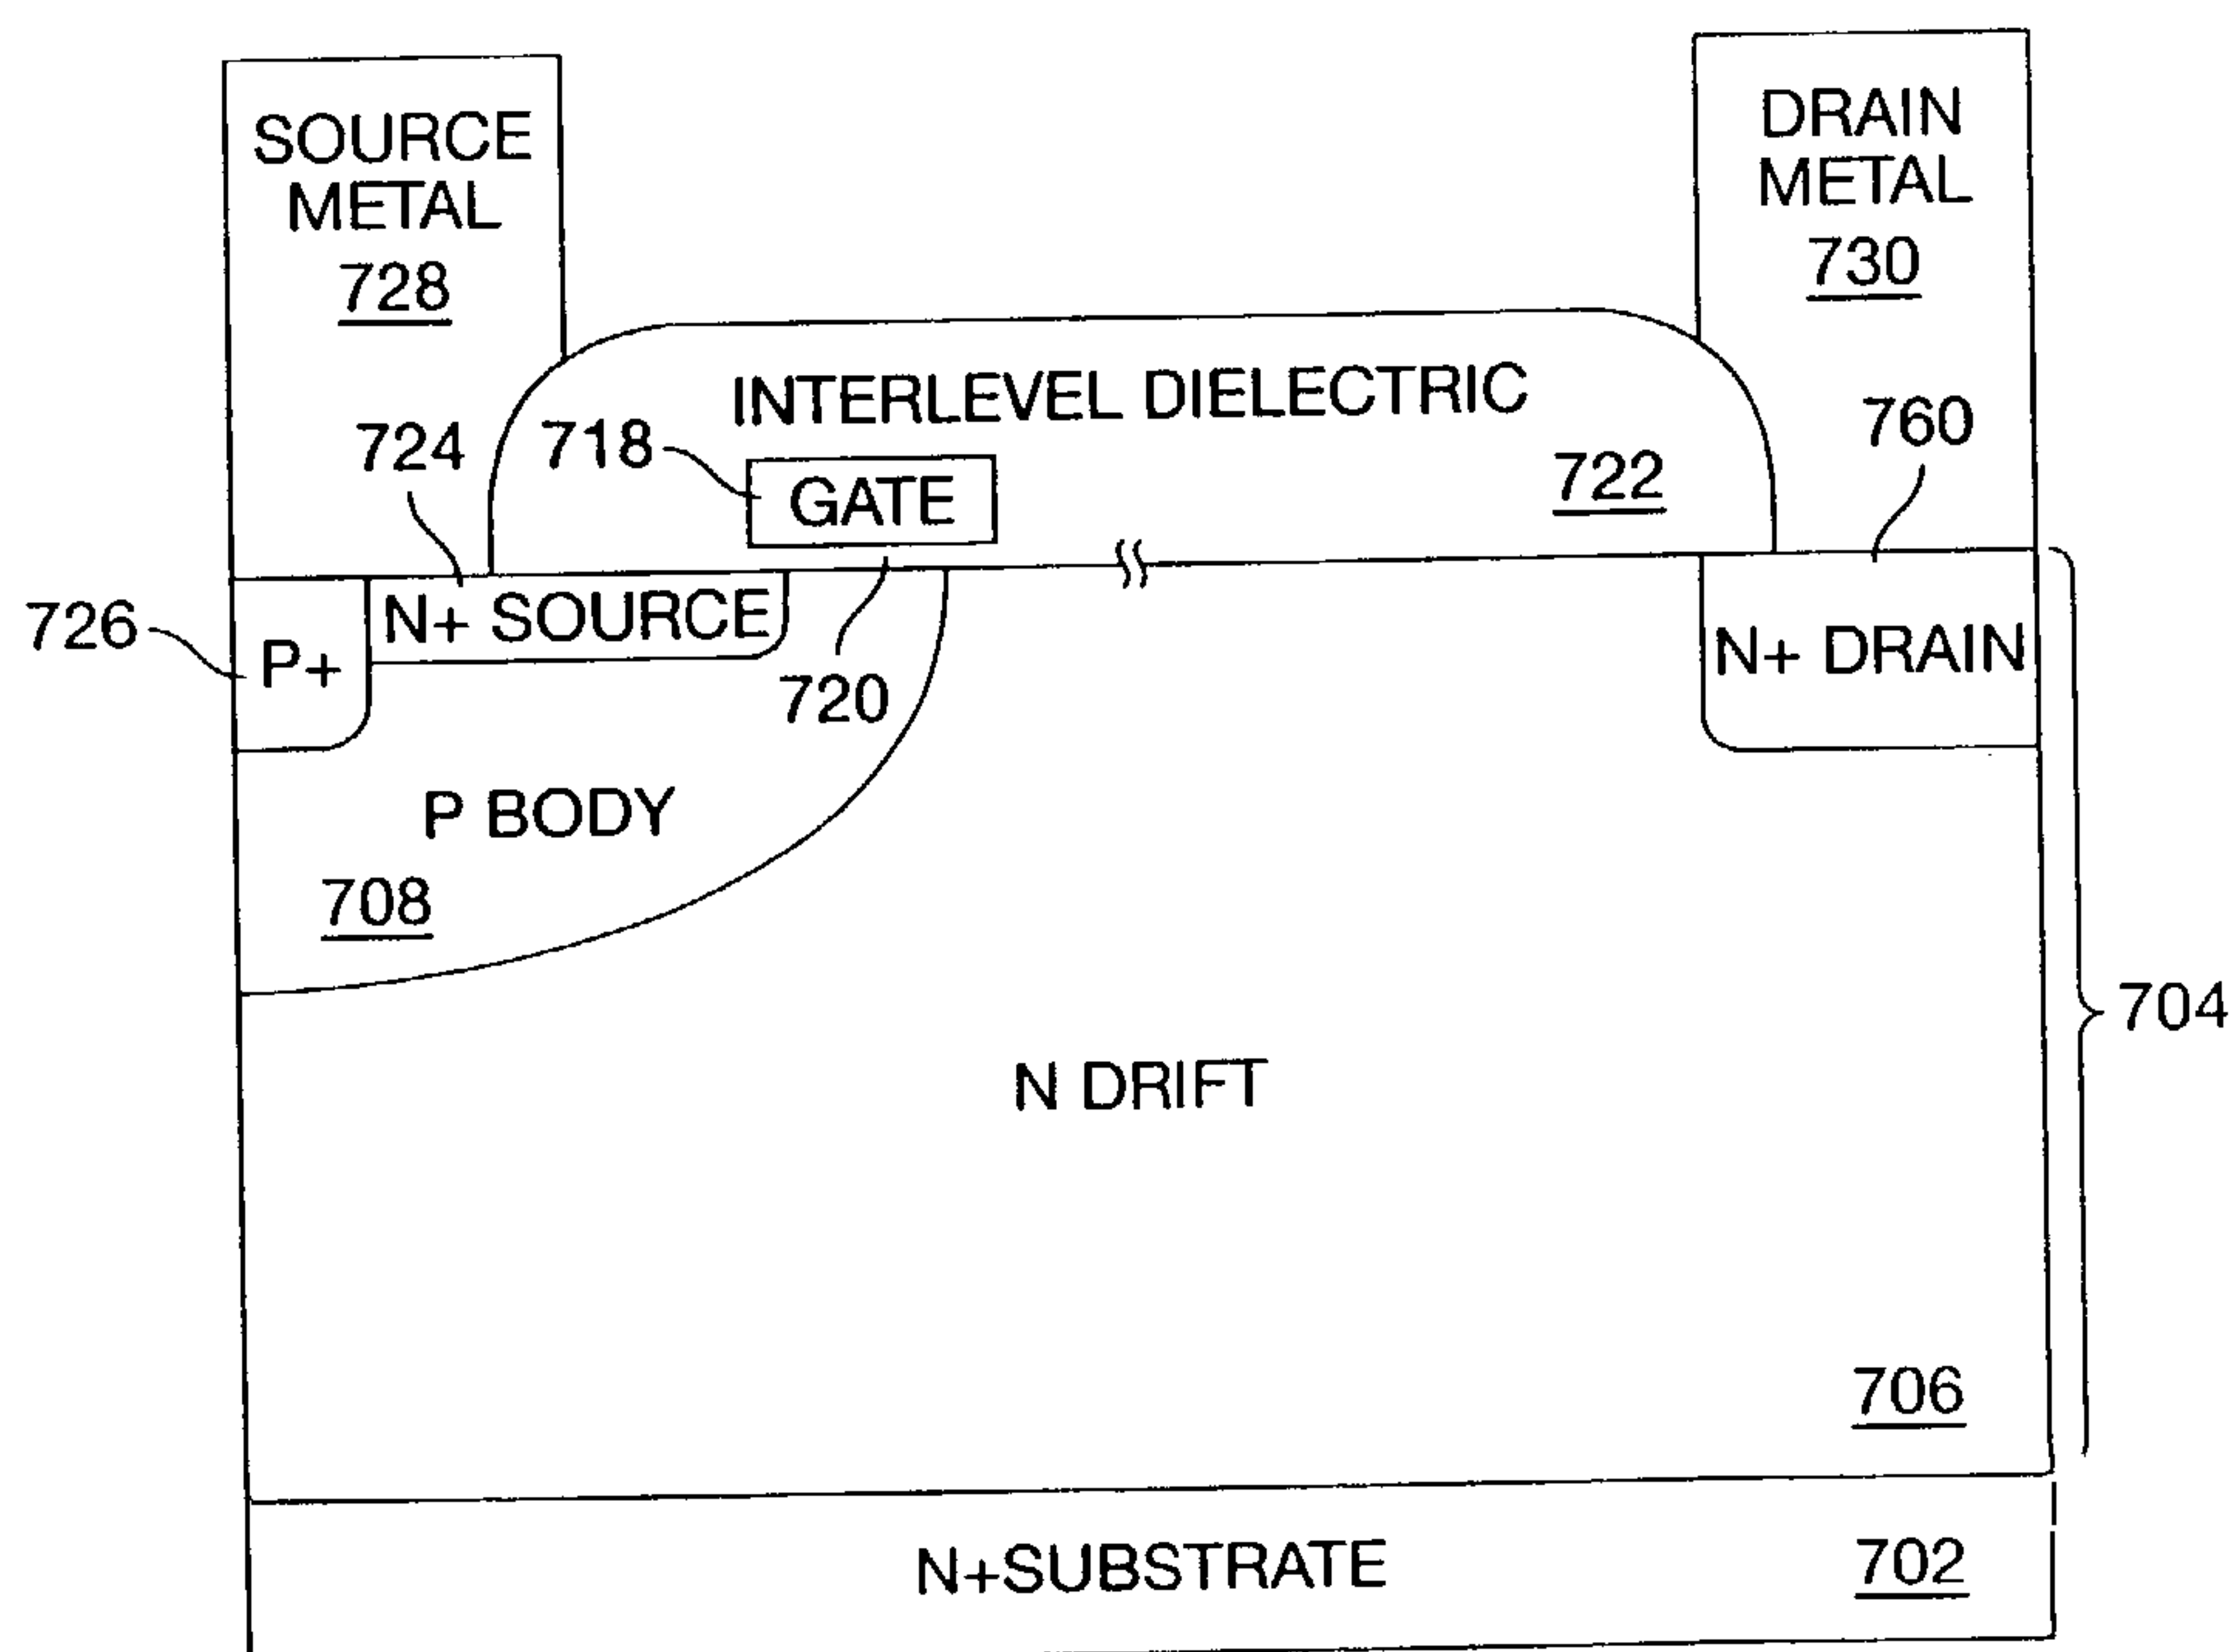 SOURCE
METAL
728
DRAIN
METAL
730
INTERLEVEL DIELECTRIC
722
724
718
GATE
760
726
P+
N+ SOURCE
720
N+ DRAIN
P BODY
708
704
N DRIFT
706
N+SUBSTRATE
702